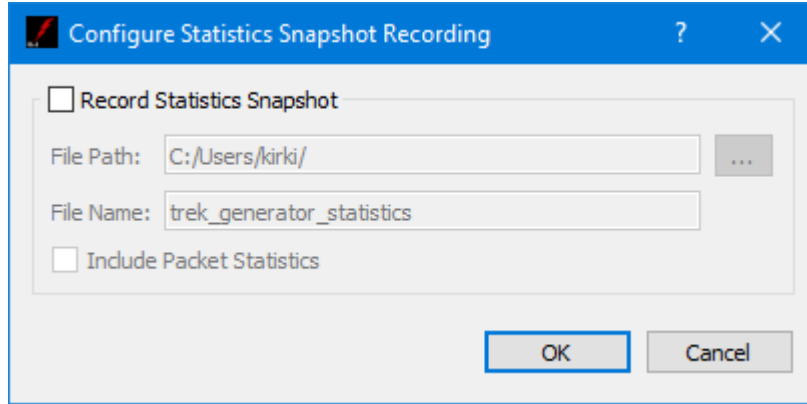 Configure Statistics Snapshot Recording ?
Record Statistics Snapshot
File Path: C:/Users/kirki/ ...
File Name: trek_generator_statistics
Include Packet Statistics
OK Cancel